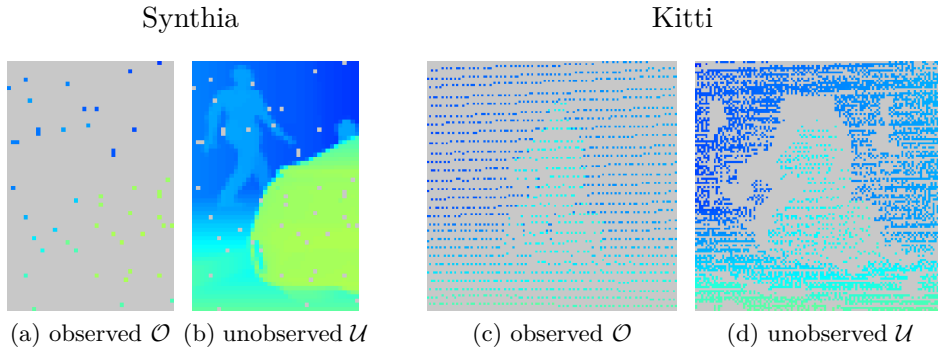 Synthia
Kitti
(a) observed 𝒪
(b) unobserved 𝒰
(c) observed 𝒪
(d) unobserved 𝒰